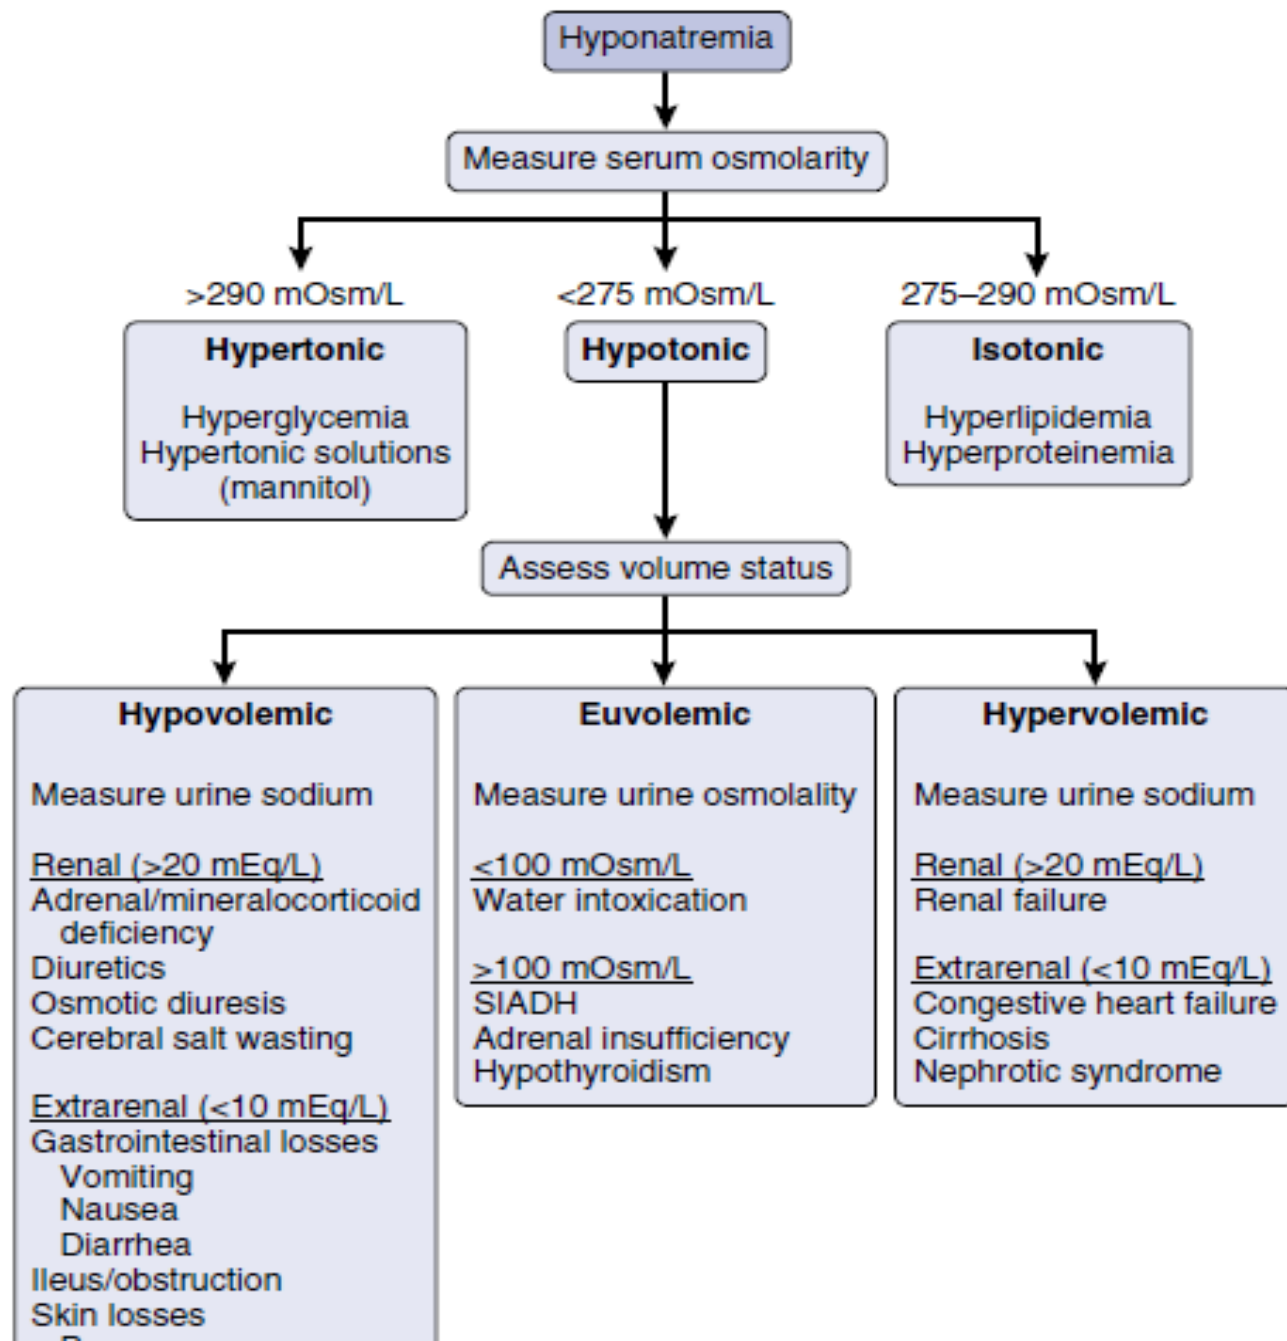 Hyponatremia
Measure serum osmolarity
>290 mOsm/L
<275 mOsm/L
275–290 mOsm/L
Hypertonic
Hyperglycemia
Hypertonic solutions
(mannitol)
Hypotonic
Isotonic
Hyperlipidemia
Hyperproteinemia
Assess volume status
Hypovolemic
Measure urine sodium
Renal (>20 mEq/L)
Adrenal/mineralocorticoid
deficiency
Diuretics
Osmotic diuresis
Cerebral salt wasting
Extrarenal (<10 mEq/L)
Gastrointestinal losses
Vomiting
Nausea
Diarrhea
Ileus/obstruction
Skin losses
Euvolemic
Measure urine osmolality
<100 mOsm/L
Water intoxication
>100 mOsm/L
SIADH
Adrenal insufficiency
Hypothyroidism
Hypervolemic
Measure urine sodium
Renal (>20 mEq/L)
Renal failure
Extrarenal (<10 mEq/L)
Congestive heart failure
Cirrhosis
Nephrotic syndrome